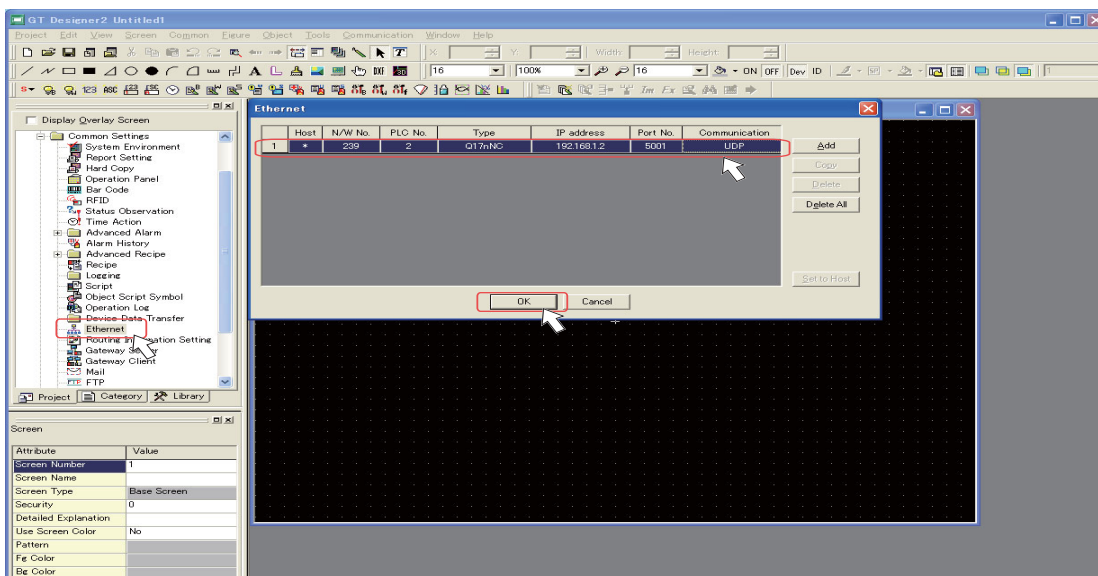 GT Designer2 Untitled1
Project Edit View Screen Common Figure Object Tools Communication Window Help
X: Y: Width: Height:
16 100% 16 ON OFF Dev ID 1
S 123 ASC Im Fx
Display Overlay Screen
Common Settings
System Environment
Report Setting
Hard Copy
Operation Panel
Bar Code
RFID
Status Observation
Time Action
Advanced Alarm
Alarm History
Advanced Recipe
Recipe
Logging
Script
Object Script Symbol
Operation Log
Device Data Transfer
Ethernet
Routing Information Setting
Gateway Server
Gateway Client
Mail
FTP
Project Category Library
Screen
Attribute Value
Screen Number 1
Screen Name
Screen Type Base Screen
Security 0
Detailed Explanation
Use Screen Color No
Pattern
Fg Color
Bg Color
Ethernet
Host N/W No. PLC No. Type IP address Port No. Communication
1 * 239 2 Q17nNC 192.168.1.2 5001 UDP
Add
Copy
Delete
Delete All
Set to Host
OK Cancel